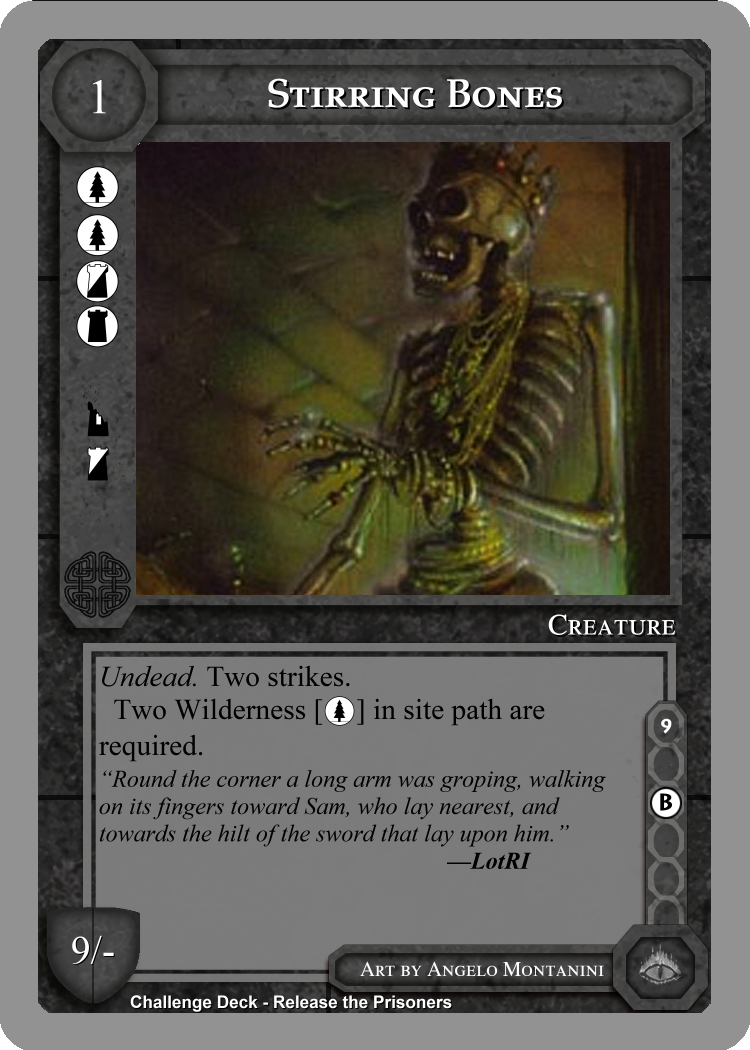 1
STIRRING BONES
CREATURE
Undead. Two strikes.
Two Wilderness [ ] in site path are
required.
“Round the corner a long arm was groping, walking
on its fingers toward Sam, who lay nearest, and
towards the hilt of the sword that lay upon him.”
—LotRI
9
B
9/-
ART BY ANGELO MONTANINI
Challenge Deck - Release the Prisoners